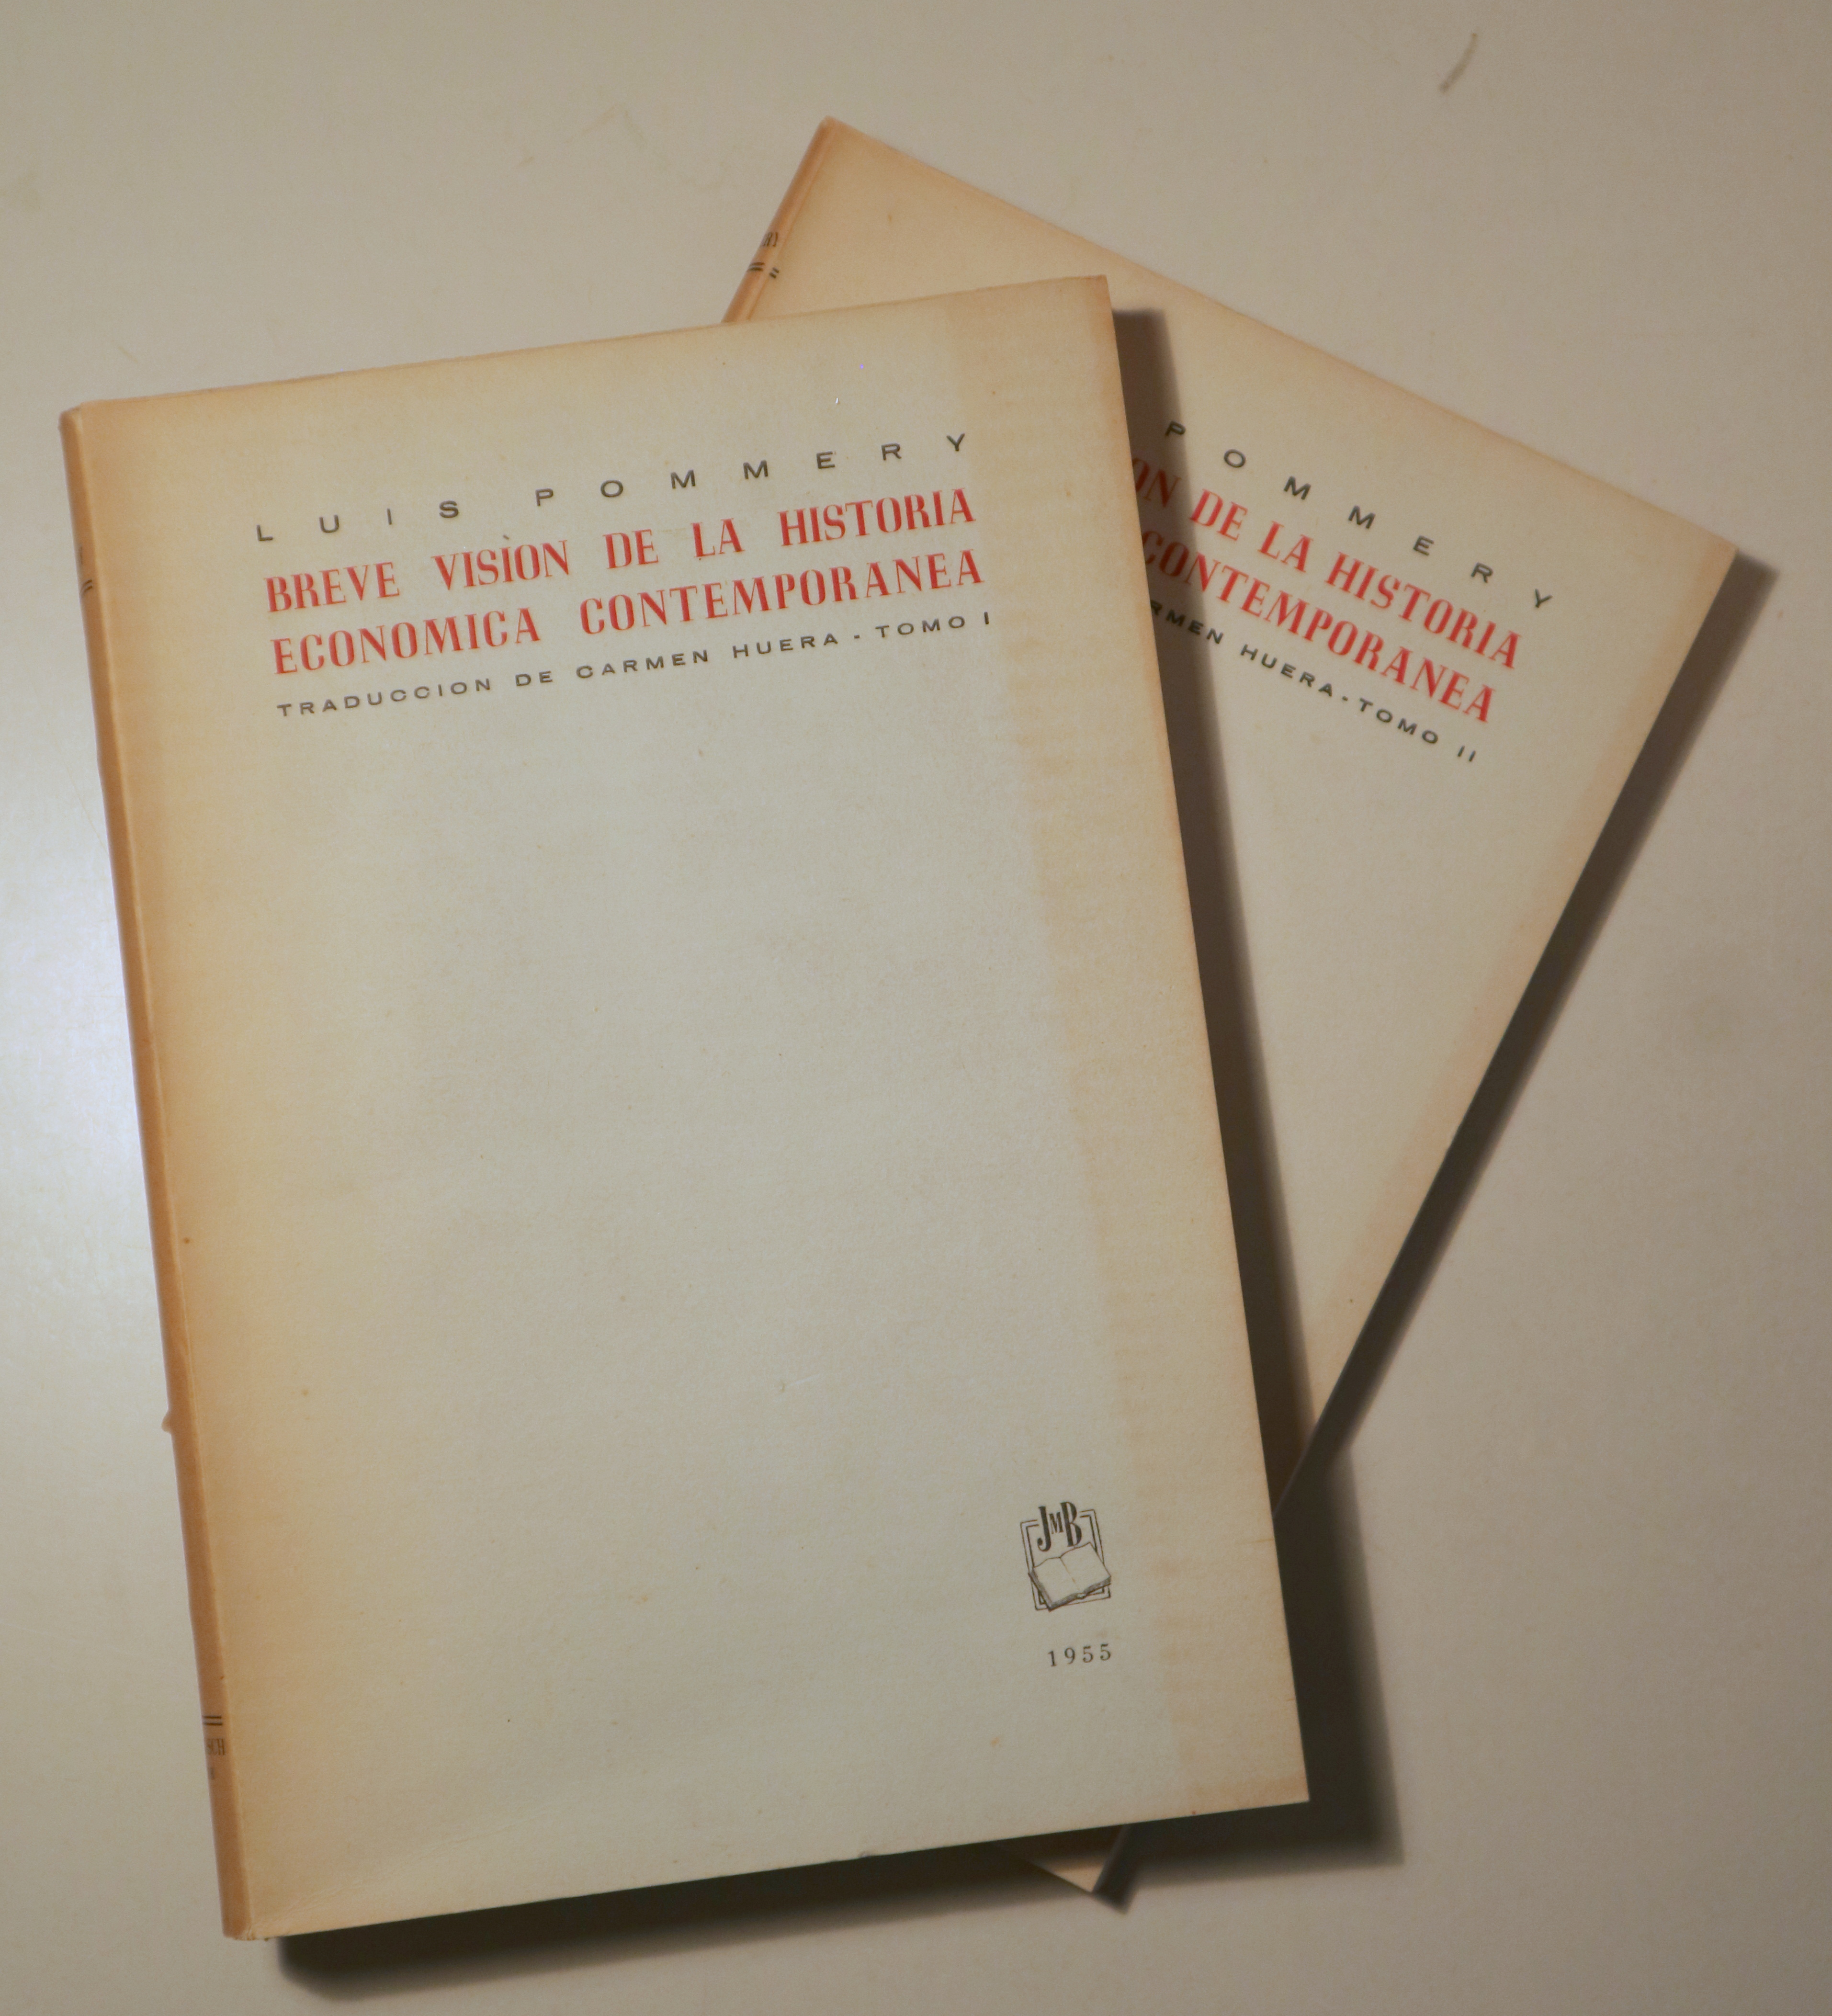 LUIS POMMERY
BREVE VISÌON DE LA HISTORIA
ECONOMICA CONTEMPORANEA
TRADUCCION DE CARMEN HUERA - TOMO I
JMB
1955
POMMERY
ON DE LA HISTORIA
CONTEMPORANEA
RMEN HUERA - TOMO II